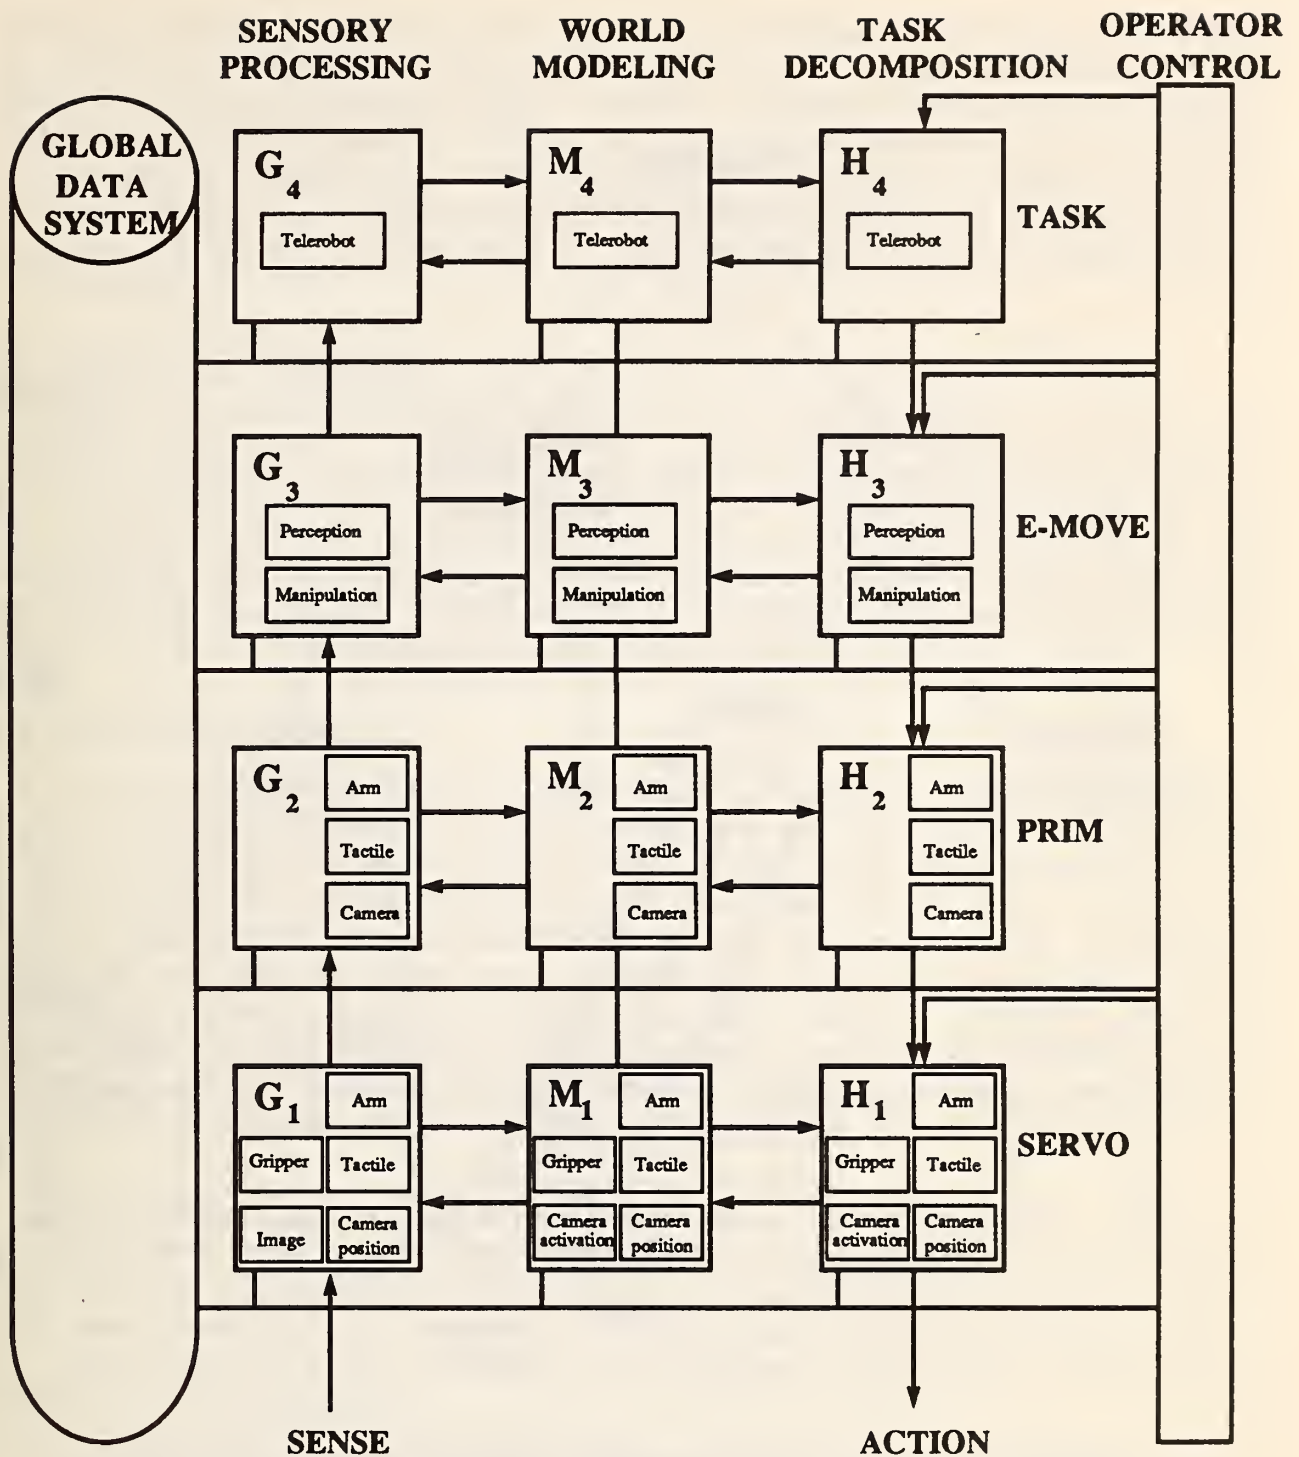 SENSORY
PROCESSING
WORLD
MODELING
TASK
DECOMPOSITION
OPERATOR
CONTROL
GLOBAL
DATA
SYSTEM
G4
Telerobot
M4
Telerobot
H4
Telerobot
TASK
G3
Perception
Manipulation
M3
Perception
Manipulation
H3
Perception
Manipulation
E-MOVE
G2
Arm
Tactile
Camera
M2
Arm
Tactile
Camera
H2
Arm
Tactile
Camera
PRIM
G1
Arm
Gripper
Tactile
Image
Camera
position
M1
Arm
Gripper
Tactile
Camera
activation
Camera
position
H1
Arm
Gripper
Tactile
Camera
activation
Camera
position
SERVO
SENSE
ACTION